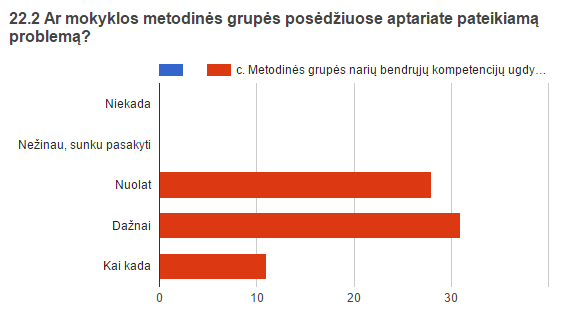 22.2 Ar mokyklos metodinės grupės posėdžiuose aptariate pateikiamą
problemą?
c. Metodinės grupės narių bendrųjų kompetencijų ugdy…
Niekada
Nežinau, sunku pasakyti
Nuolat
Dažnai
Kai kada
0 10 20 30